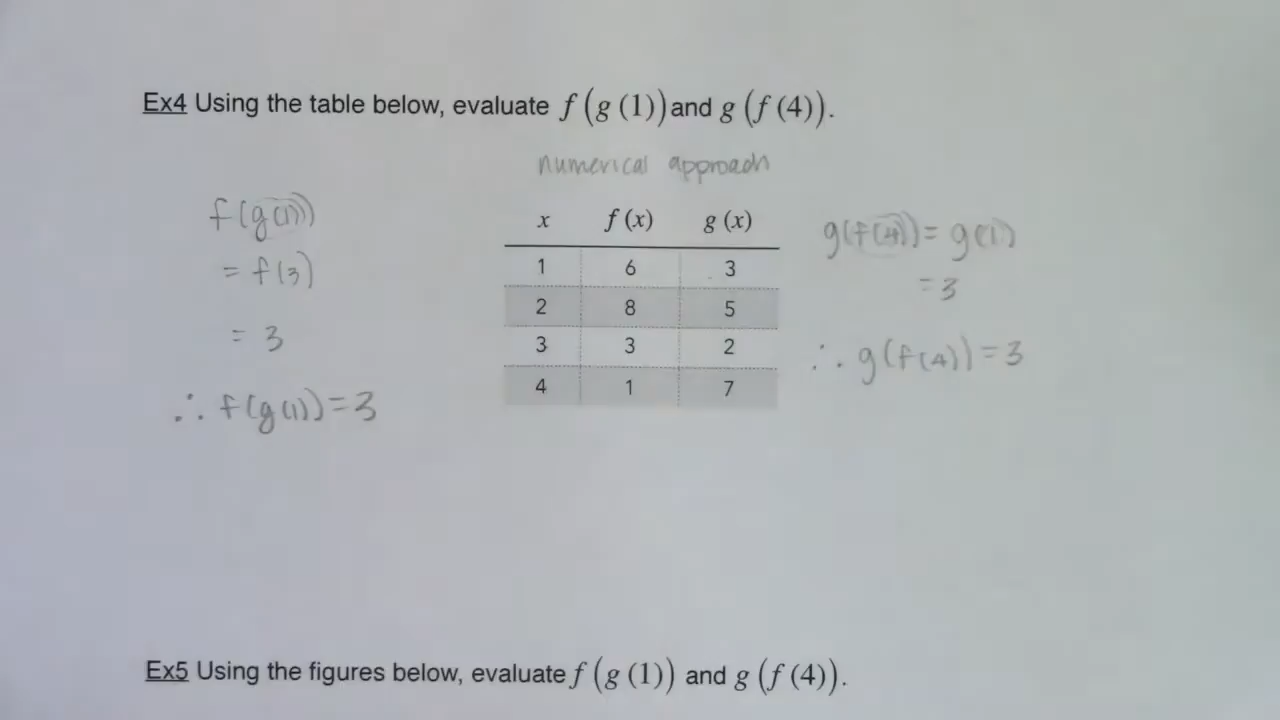 Ex4 Using the table below, evaluate f(g(1)) and g(f(4)).
numerical approach
f(g(1))
= f(3)
= 3
∴ f(g(1)) = 3
x f(x) g(x)
1 6 3
2 8 5
3 3 2
4 1 7
g(f(4)) = g(1)
= 3
∴ g(f(4)) = 3
Ex5 Using the figures below, evaluate f(g(1)) and g(f(4)).